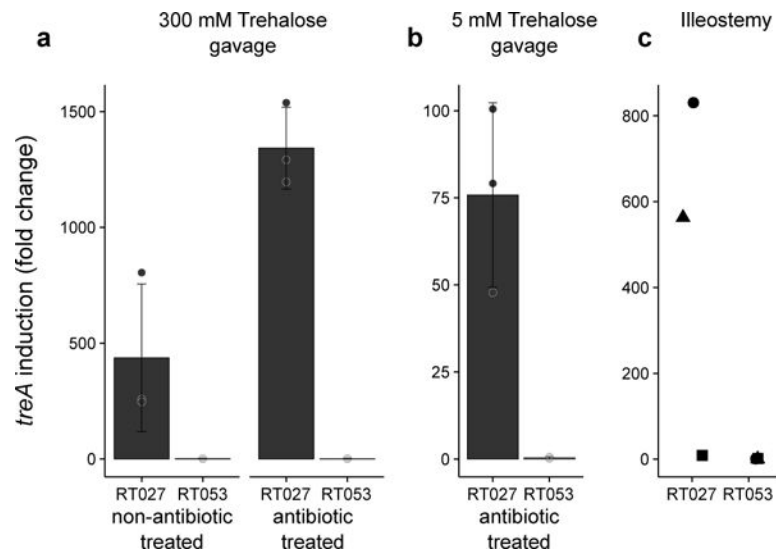 300 mM Trehalose
gavage
5 mM Trehalose
gavage
Illeostemy
a
b
c
treA induction (fold change)
1500
1000
500
0
RT027
RT053
non-antibiotic
treated
RT027
RT053
antibiotic
treated
100
75
50
25
0
RT027
RT053
antibiotic
treated
800
600
400
200
0
RT027
RT053